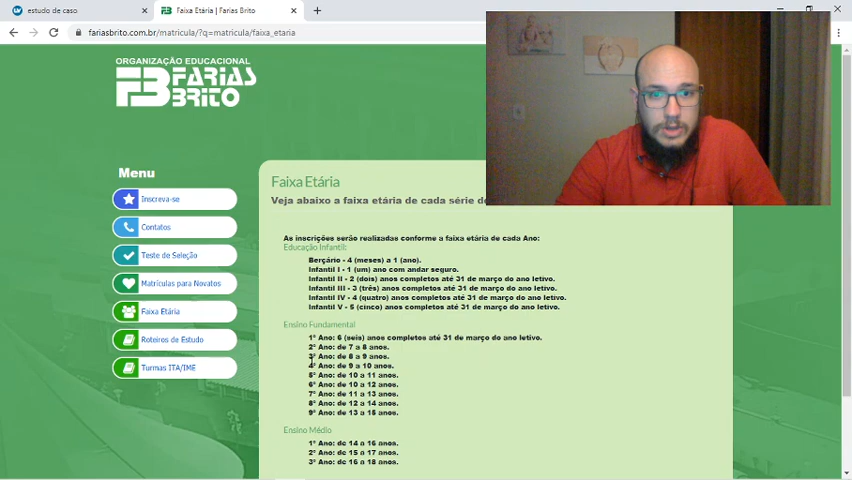 estudo de caso
Faixa Etária | Farias Brito
fariasbrito.com.br/matricula/?q=matricula/faixa_etaria
ORGANIZAÇÃO EDUCACIONAL
FB FARIAS
BRITO
Menu
Inscreva-se
Contatos
Teste de Seleção
Matrículas para Novatos
Faixa Etária
Roteiros de Estudo
Turmas ITA/IME
Faixa Etária
Veja abaixo a faixa etária de cada série de
As inscrições serão realizadas conforme a faixa etária de cada Ano:
Educação Infantil:
Berçário - 4 (meses) a 1 (ano).
Infantil I - 1 (um) ano com andar seguro.
Infantil II - 2 (dois) anos completos até 31 de março do ano letivo.
Infantil III - 3 (três) anos completos até 31 de março do ano letivo.
Infantil IV - 4 (quatro) anos completos até 31 de março do ano letivo.
Infantil V - 5 (cinco) anos completos até 31 de março do ano letivo.
Ensino Fundamental
1º Ano: 6 (seis) anos completos até 31 de março do ano letivo.
2º Ano: de 7 a 8 anos.
3º Ano: de 8 a 9 anos.
4º Ano: de 9 a 10 anos.
5º Ano: de 10 a 11 anos.
6º Ano: de 10 a 12 anos.
7º Ano: de 11 a 13 anos.
8º Ano: de 12 a 14 anos.
9º Ano: de 13 a 15 anos.
Ensino Médio
1º Ano: de 14 a 16 anos.
2º Ano: de 15 a 17 anos.
3º Ano: de 16 a 18 anos.